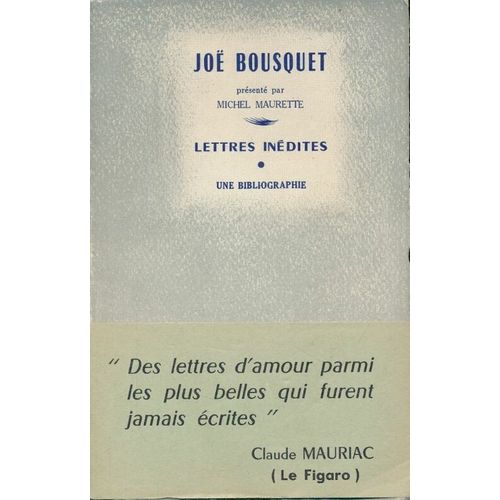 JOË BOUSQUET
présenté par
MICHEL MAURETTE
LETTRES INÉDITES
•
UNE BIBLIOGRAPHIE
" Des lettres d'amour parmi
les plus belles qui furent
jamais écrites "
Claude MAURIAC
( Le Figaro )